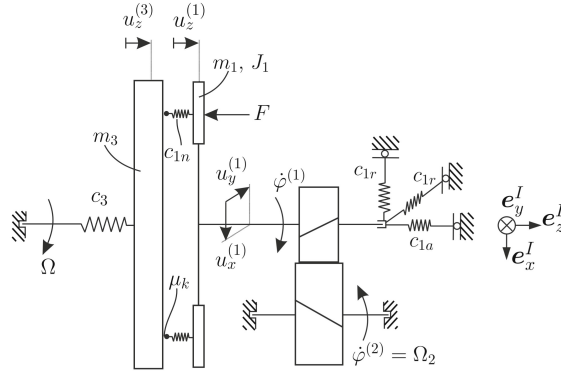 u_z^{(3)}
u_z^{(1)}
m_1, J_1
m_3
F
c_{1n}
c_3
u_y^{(1)}
u_x^{(1)}
\dot{\varphi}^{(1)}
c_{1r}
c_{1r}
c_{1a}
e_y^I
e_z^I
e_x^I
Ω
μ_k
\dot{\varphi}^{(2)} = Ω_2